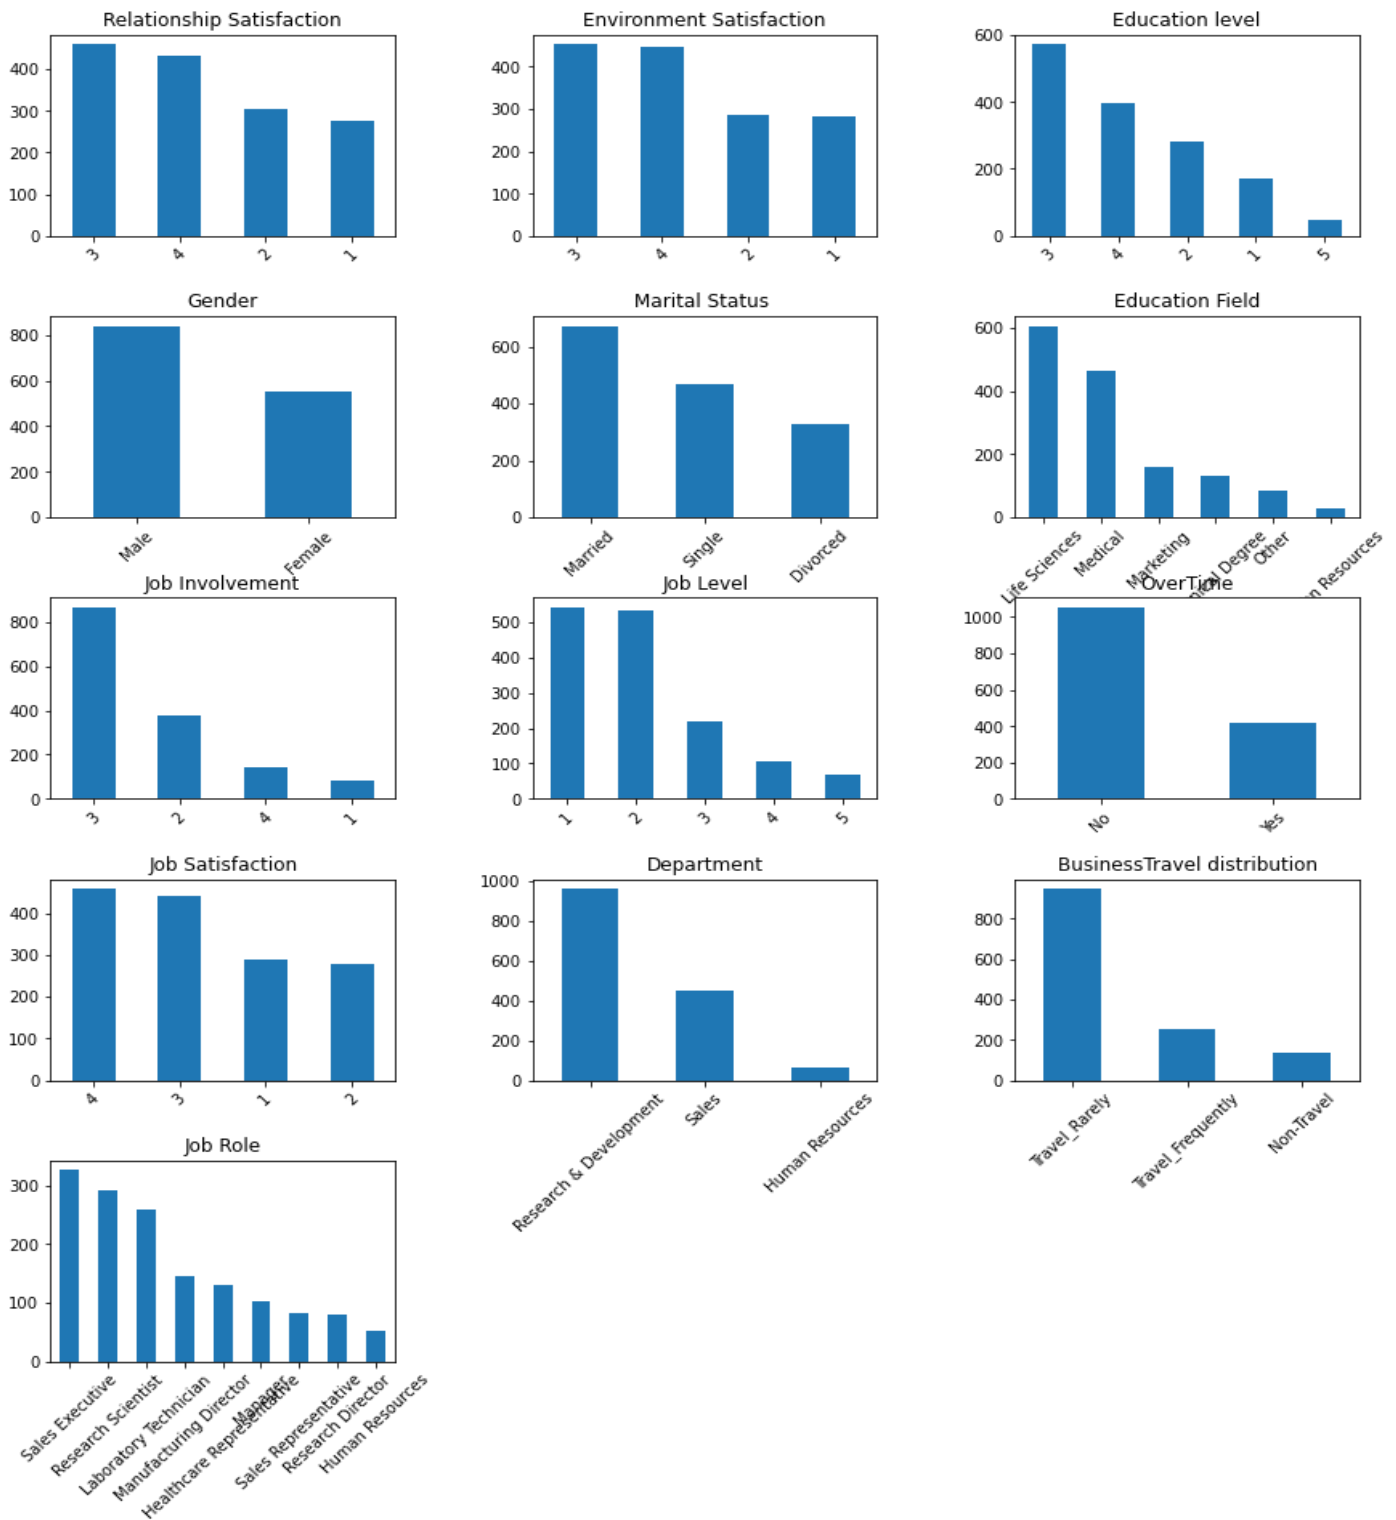 Relationship Satisfaction
400
300
200
100
0
3 4 2 1
Environment Satisfaction
400
300
200
100
0
3 4 2 1
Education level
600
400
200
0
3 4 2 1 5
Gender
800
600
400
200
0
Male Female
Marital Status
600
400
200
0
Married Single Divorced
Education Field
600
400
200
0
Life Sciences
Medical
Marketing
nical Degree
Other
n Resources
Job Involvement
800
600
400
200
0
3 2 4 1
Job Level
500
400
300
200
100
0
1 2 3 4 5
OverTime
1000
800
600
400
200
0
No Yes
Job Satisfaction
400
300
200
100
0
4 3 1 2
Department
1000
800
600
400
200
0
Research & Development
Sales
Human Resources
BusinessTravel distribution
800
600
400
200
0
Travel_Rarely
Travel_Frequently
Non-Travel
Job Role
300
200
100
0
Sales Executive
Research Scientist
Laboratory Technician
Manufacturing Director
Healthcare Representative
Manager
Sales Representative
Research Director
Human Resources